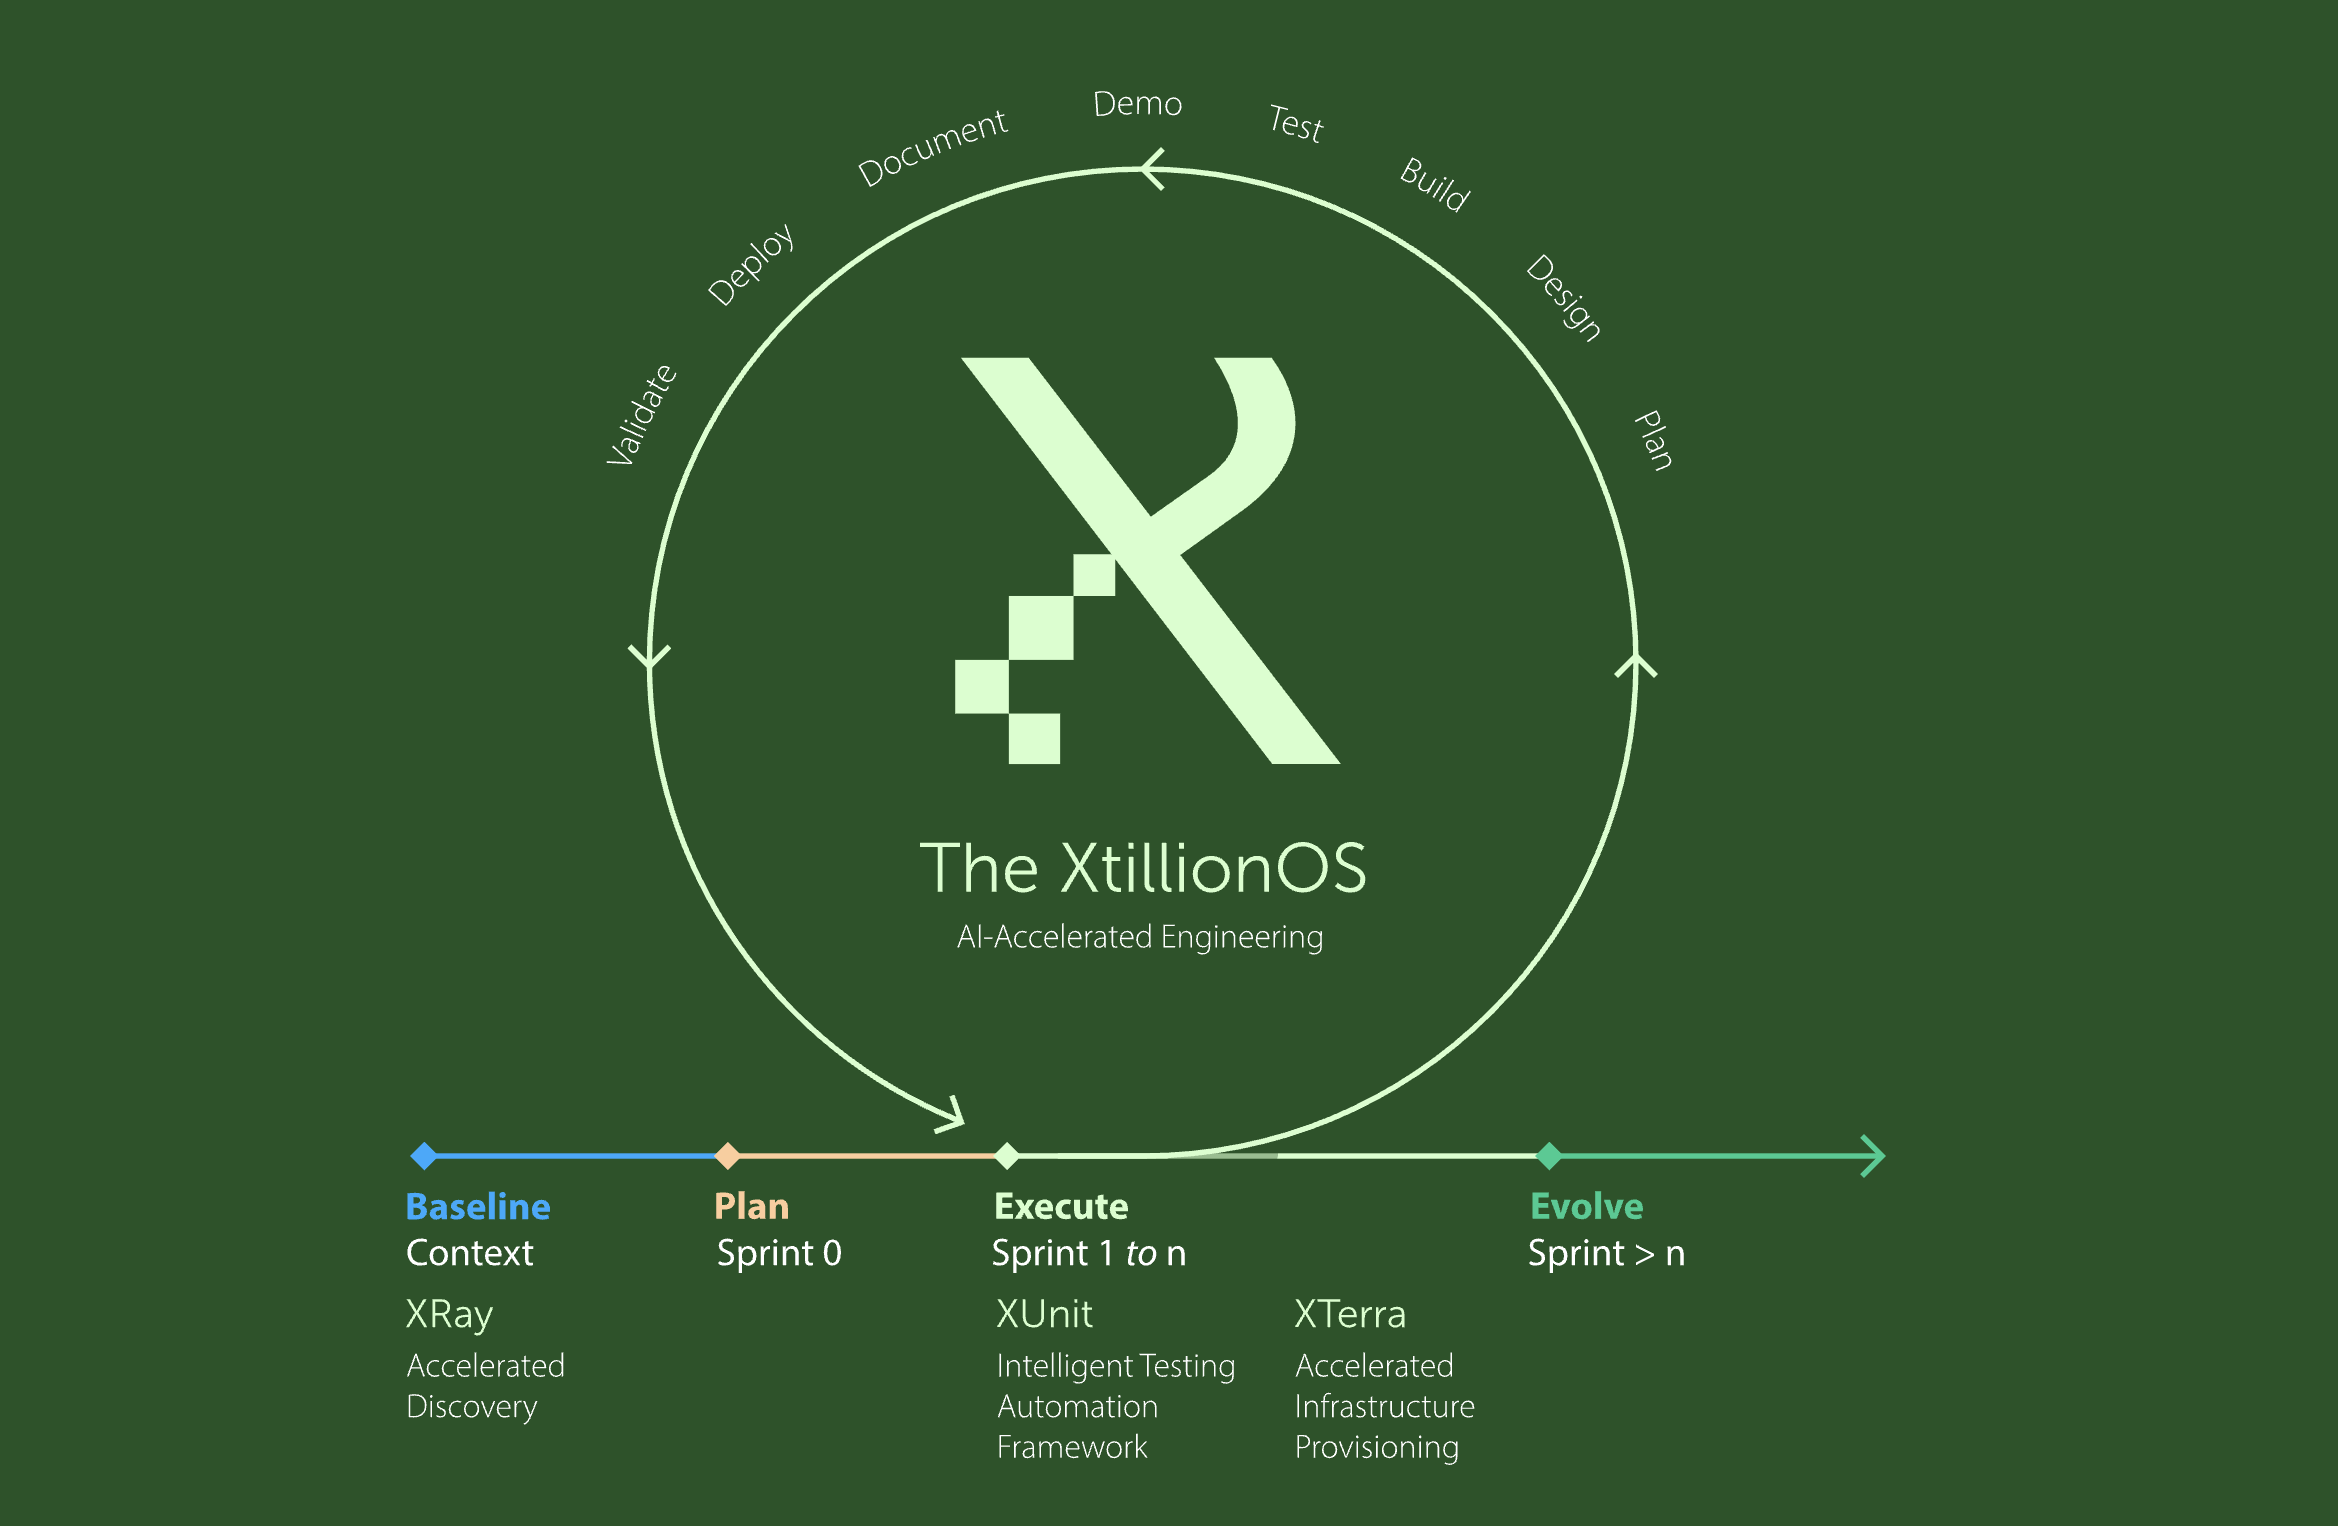 Demo
Test
Build
Design
Plan
Document
Deploy
Validate
The XtillionOS
AI-Accelerated Engineering
Baseline
Context
XRay
Accelerated
Discovery
Plan
Sprint 0
Execute
Sprint 1 to n
XUnit
Intelligent Testing
Automation
Framework
XTerra
Accelerated
Infrastructure
Provisioning
Evolve
Sprint > n